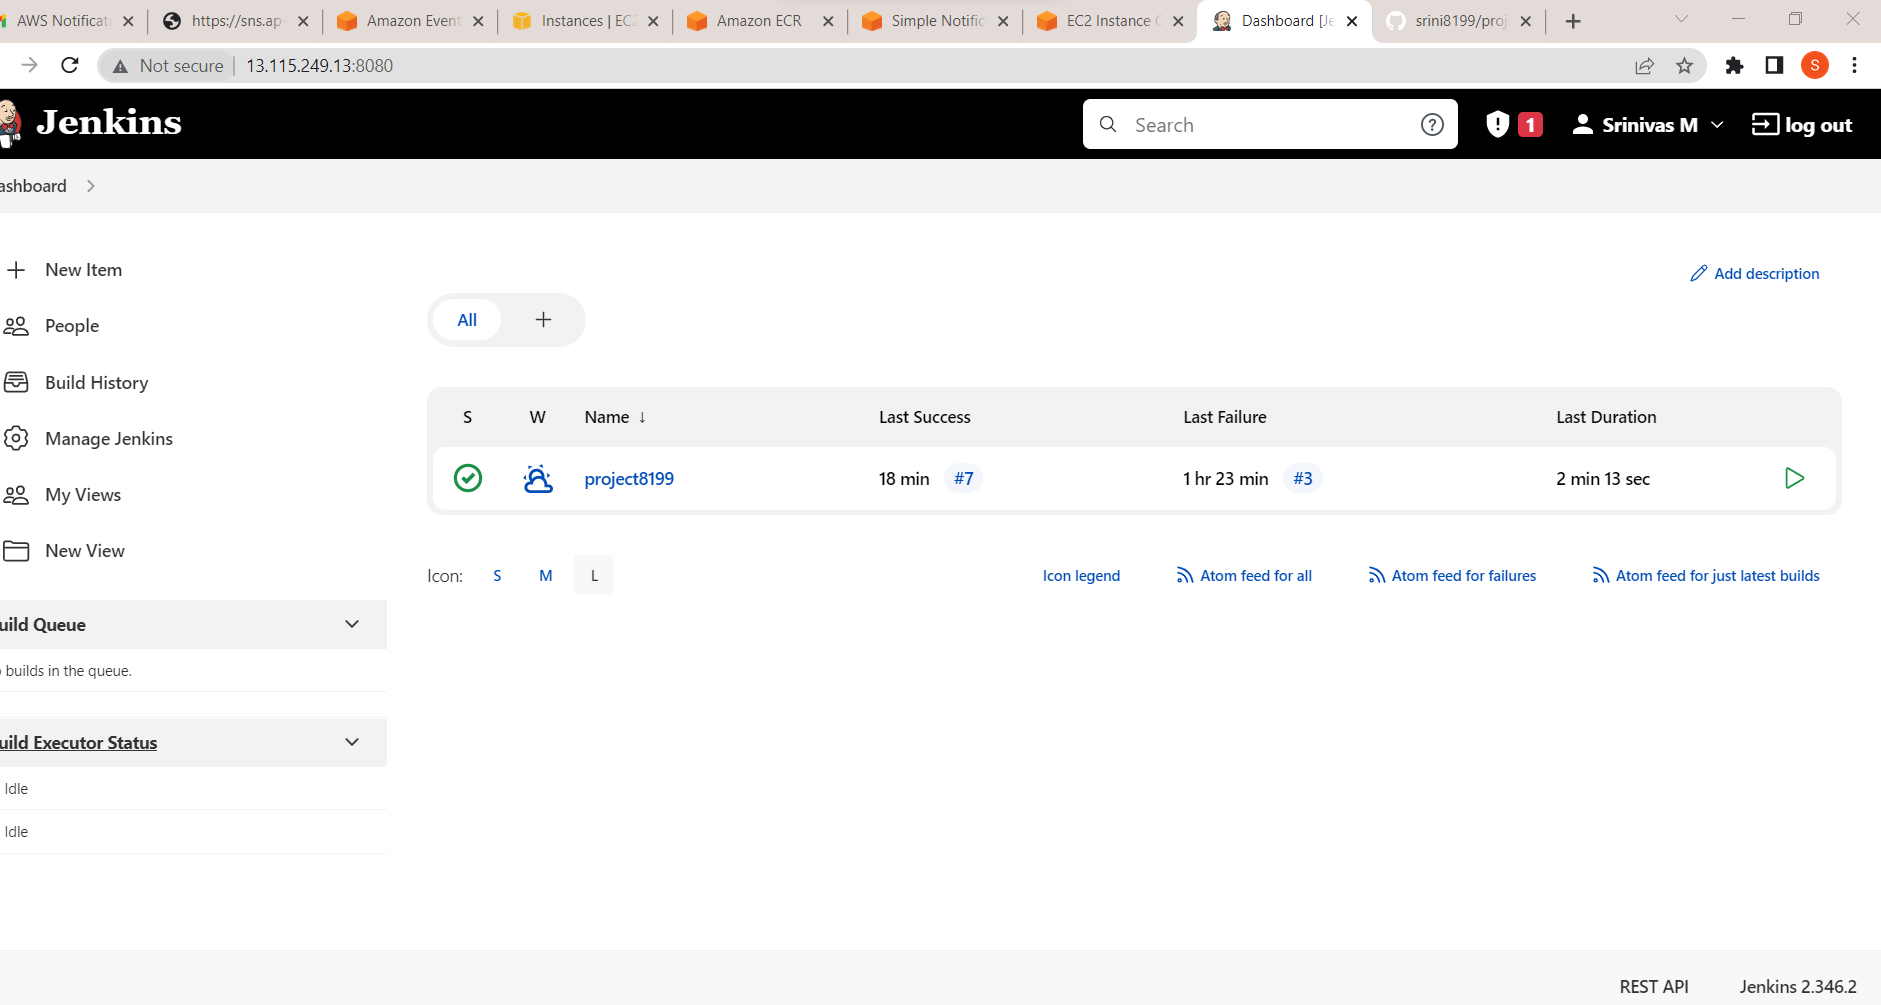 AWS Notificati https://sns.ap- Amazon Event Instances | EC2 Amazon ECR Simple Notific EC2 Instance C Dashboard [Je srini8199/proj
Not secure | 13.115.249.13:8080 S
Jenkins Search 1 Srinivas M log out
ashboard
New Item
Add description
All +
People
Build History
Manage Jenkins
My Views
New View
S W Name ↓ Last Success Last Failure Last Duration
project8199 18 min #7 1 hr 23 min #3 2 min 13 sec
Icon: S M L Icon legend Atom feed for all Atom feed for failures Atom feed for just latest builds
uild Queue
builds in the queue.
uild Executor Status
Idle
Idle
REST API Jenkins 2.346.2